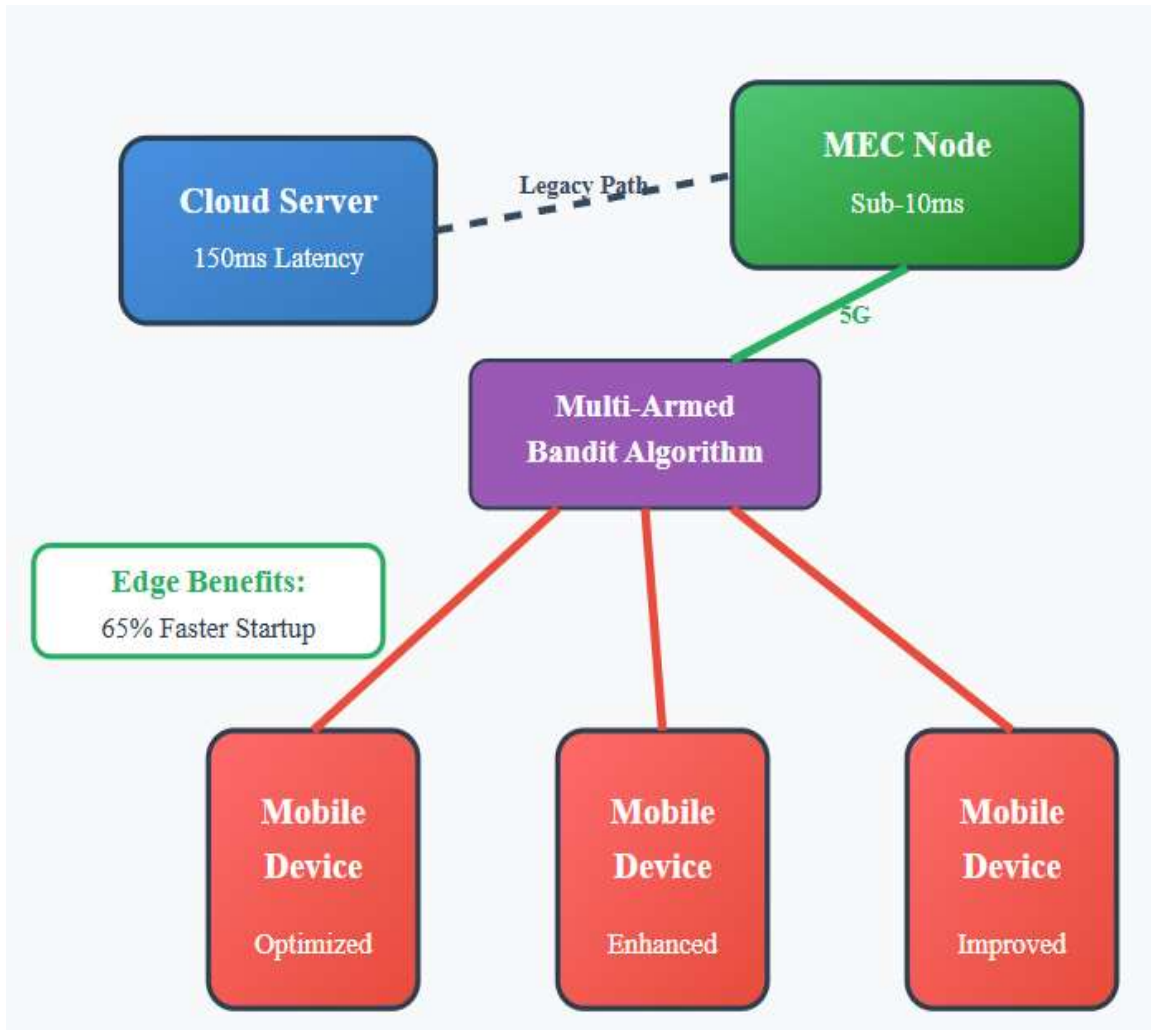 MEC Node
Sub-10ms
Cloud Server
150ms Latency
Legacy Path
5G
Multi-Armed
Bandit Algorithm
Edge Benefits:
65% Faster Startup
Mobile
Device
Optimized
Mobile
Device
Enhanced
Mobile
Device
Improved